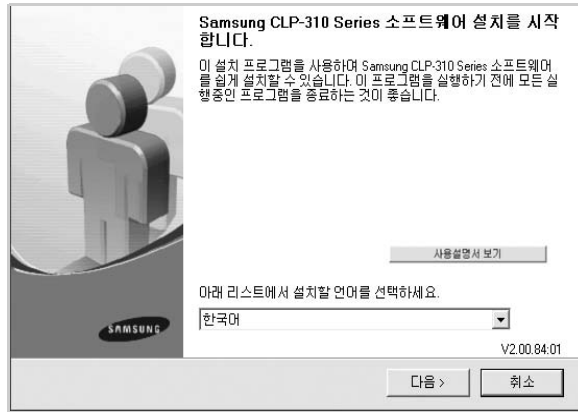 Samsung CLP-310 Series 소프트웨어 설치를 시작
합니다.
이 설치 프로그램을 사용하여 Samsung CLP-310 Series 소프트웨어
를 쉽게 설치할 수 있습니다. 이 프로그램을 실행하기 전에 모든 실
행중인 프로그램을 종료하는 것이 좋습니다.
사용설명서 보기
아래 리스트에서 설치할 언어를 선택하세요.
한국어
SAMSUNG
V2.00.84:01
다음 >
취소